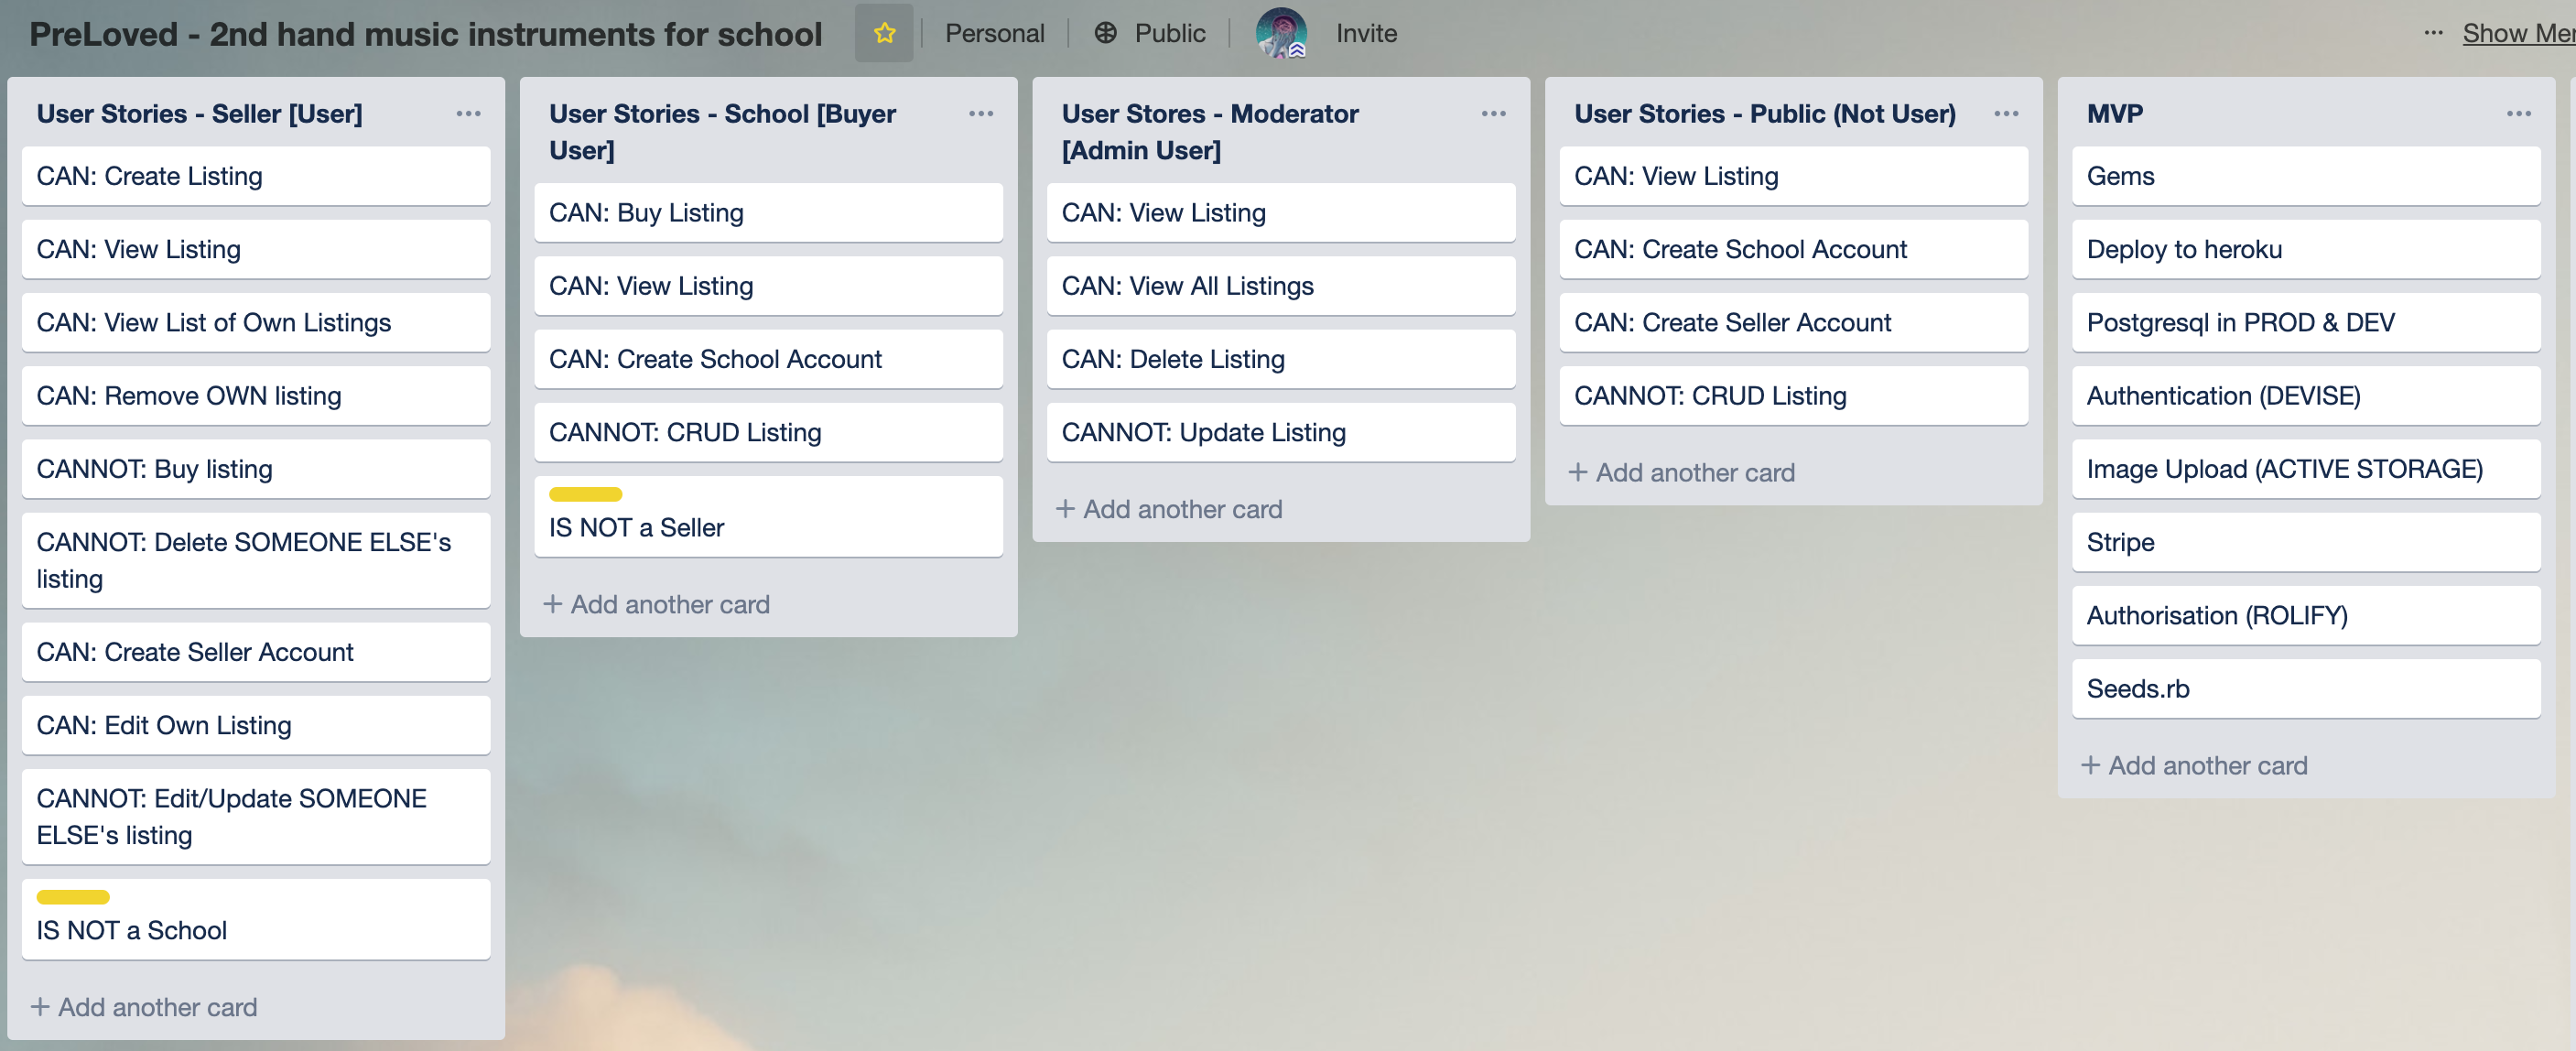 PreLoved - 2nd hand music instruments for school
Personal
Public
Invite
Show Mer
User Stories - Seller [User]
CAN: Create Listing
CAN: View Listing
CAN: View List of Own Listings
CAN: Remove OWN listing
CANNOT: Buy listing
CANNOT: Delete SOMEONE ELSE's
listing
CAN: Create Seller Account
CAN: Edit Own Listing
CANNOT: Edit/Update SOMEONE
ELSE's listing
IS NOT a School
+ Add another card
User Stories - School [Buyer
User]
CAN: Buy Listing
CAN: View Listing
CAN: Create School Account
CANNOT: CRUD Listing
IS NOT a Seller
+ Add another card
User Stores - Moderator
[Admin User]
CAN: View Listing
CAN: View All Listings
CAN: Delete Listing
CANNOT: Update Listing
+ Add another card
User Stories - Public (Not User)
CAN: View Listing
CAN: Create School Account
CAN: Create Seller Account
CANNOT: CRUD Listing
+ Add another card
MVP
Gems
Deploy to heroku
Postgresql in PROD & DEV
Authentication (DEVISE)
Image Upload (ACTIVE STORAGE)
Stripe
Authorisation (ROLIFY)
Seeds.rb
+ Add another card